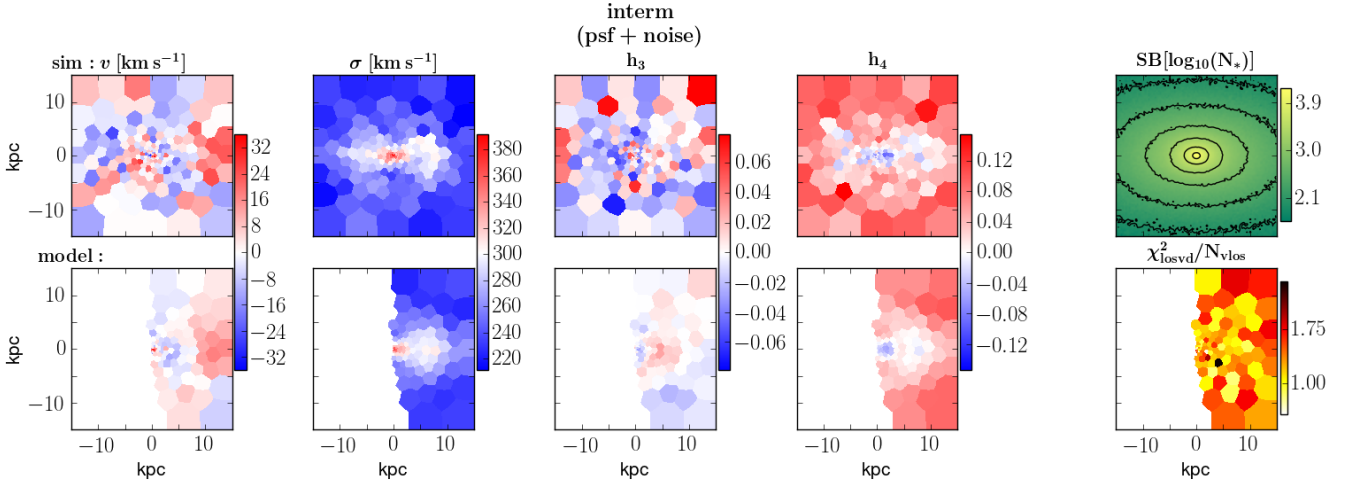 interm
(psf + noise)
sim : v [km s⁻¹]
σ [km s⁻¹]
h₃
h₄
SB[log₁₀(N*)]
kpc
10
0
−10
32
24
16
8
0
−8
−16
−24
−32
380
360
340
320
300
280
260
240
220
0.06
0.04
0.02
0.00
−0.02
−0.04
−0.06
0.12
0.08
0.04
0.00
−0.04
−0.08
−0.12
3.9
3.0
2.1
model :
χ²losvd/Nvlos
kpc
10
0
−10
1.75
1.00
−10 0 10
−10 0 10
−10 0 10
−10 0 10
−10 0 10
kpc
kpc
kpc
kpc
kpc